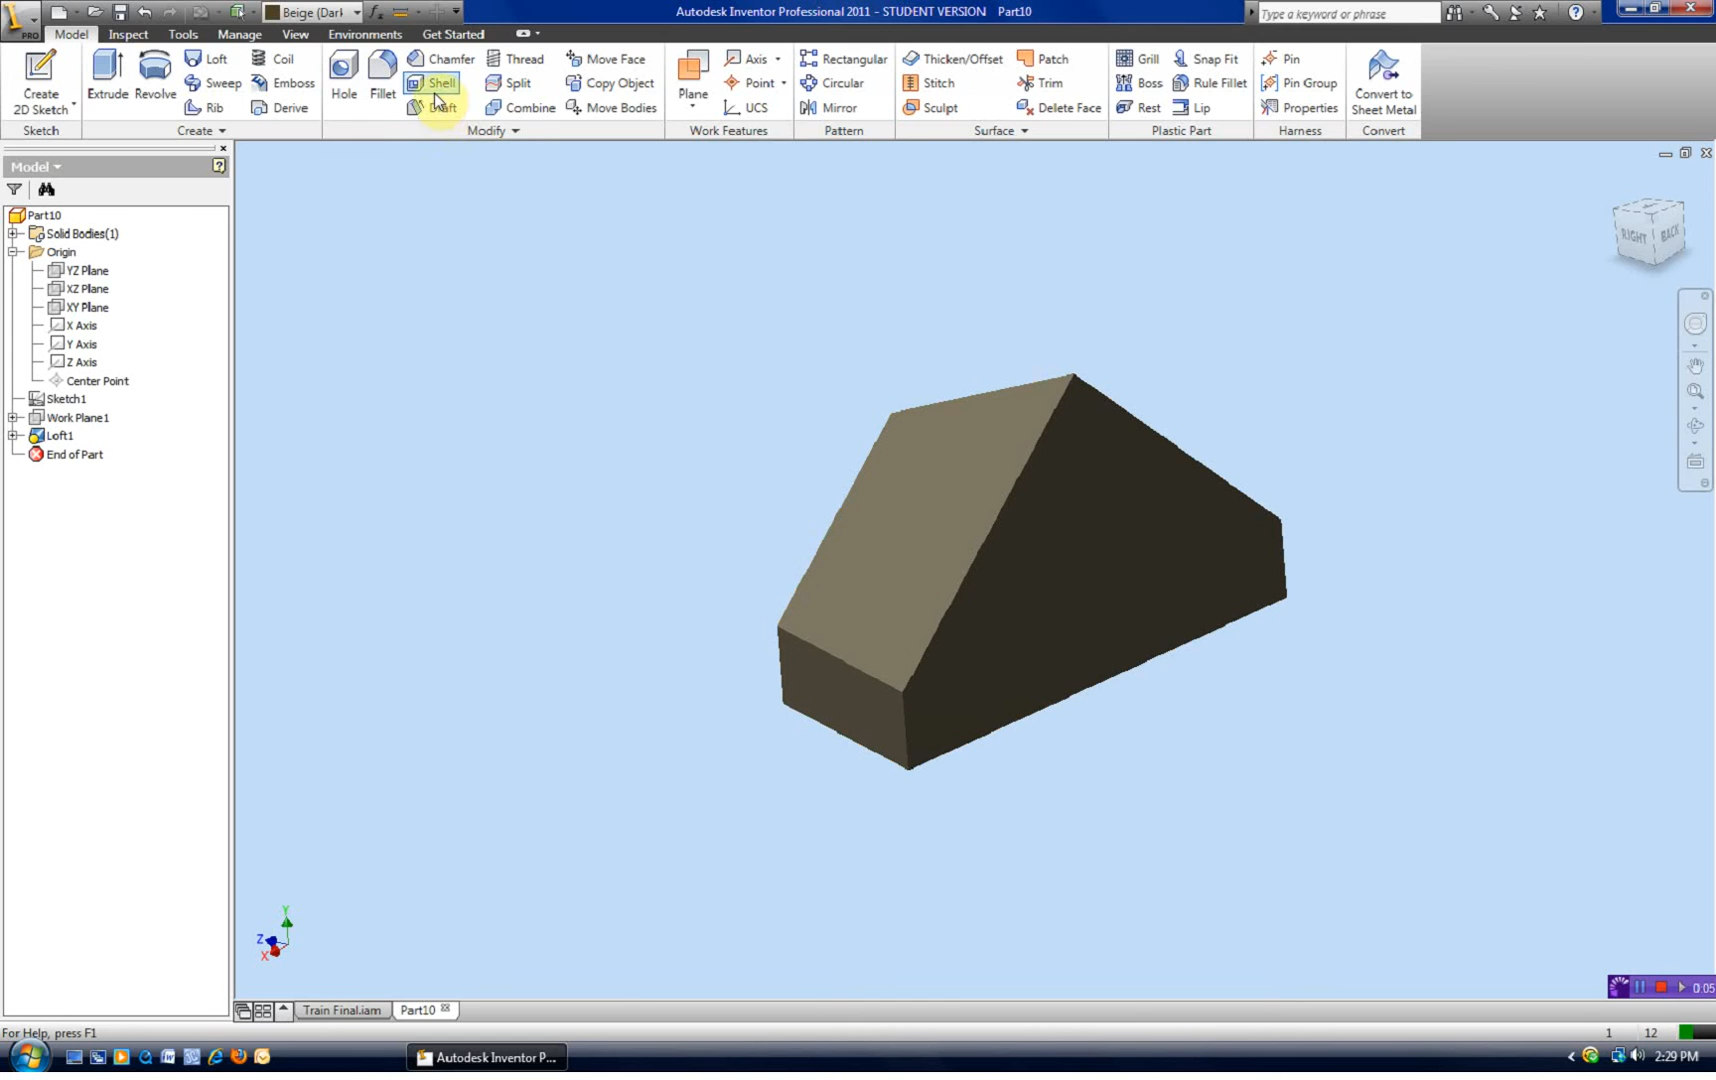 Beige (Dark
Autodesk Inventor Professional 2011 - STUDENT VERSION Part10
Type a keyword or phrase
PRO
Model Inspect Tools Manage View Environments Get Started
Create 2D Sketch
Extrude Revolve
Loft Coil
Sweep Emboss
Rib Derive
Hole Fillet
Chamfer Thread Move Face
Shell Split Copy Object
Draft Combine Move Bodies
Plane
Axis
Point
UCS
Rectangular
Circular
Mirror
Thicken/Offset Patch
Stitch Trim
Sculpt Delete Face
Grill Snap Fit
Boss Rule Fillet
Rest Lip
Pin
Pin Group
Properties
Convert to Sheet Metal
Sketch Create Modify Work Features Pattern Surface Plastic Part Harness Convert
Model
Part10
Solid Bodies(1)
Origin
YZ Plane
XZ Plane
XY Plane
X Axis
Y Axis
Z Axis
Center Point
Sketch1
Work Plane1
Loft1
End of Part
RIGHT BACK
Y
Z
X
0:05
Train Final.iam Part10
For Help, press F1
1 12
Autodesk Inventor P...
2:29 PM